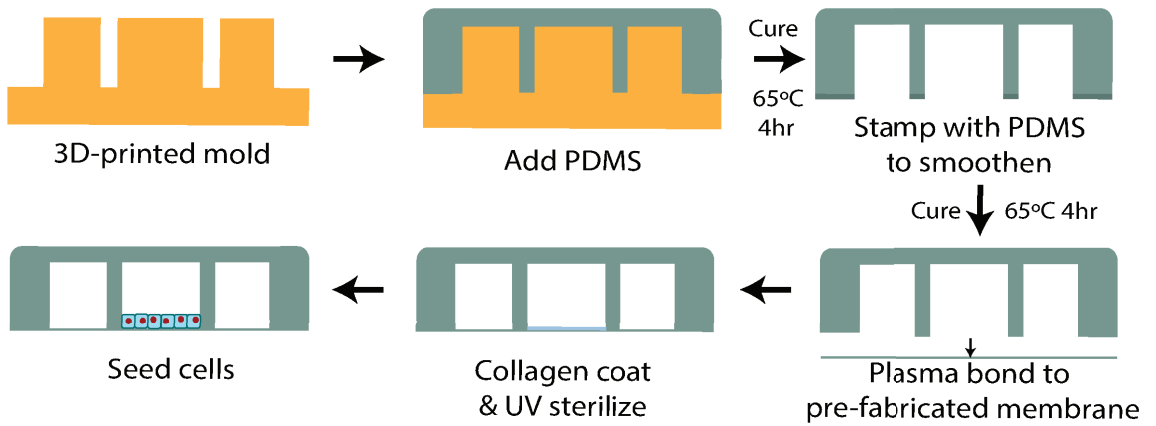 3D-printed mold
Add PDMS
Cure
65ºC
4hr
Stamp with PDMS
to smoothen
Cure
65ºC 4hr
Plasma bond to
pre-fabricated membrane
Collagen coat
& UV sterilize
Seed cells